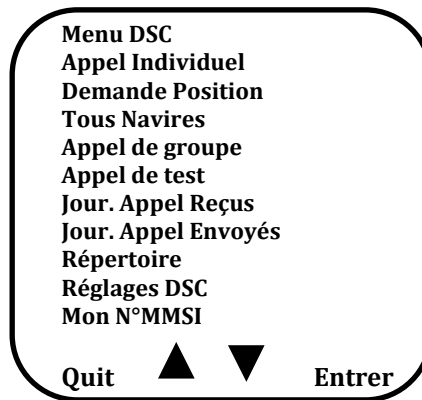 Menu DSC
Appel Individuel
Demande Position
Tous Navires
Appel de groupe
Appel de test
Jour. Appel Reçus
Jour. Appel Envoyés
Répertoire
Réglages DSC
Mon N°MMSI
Quit ▲ ▼ Entrer